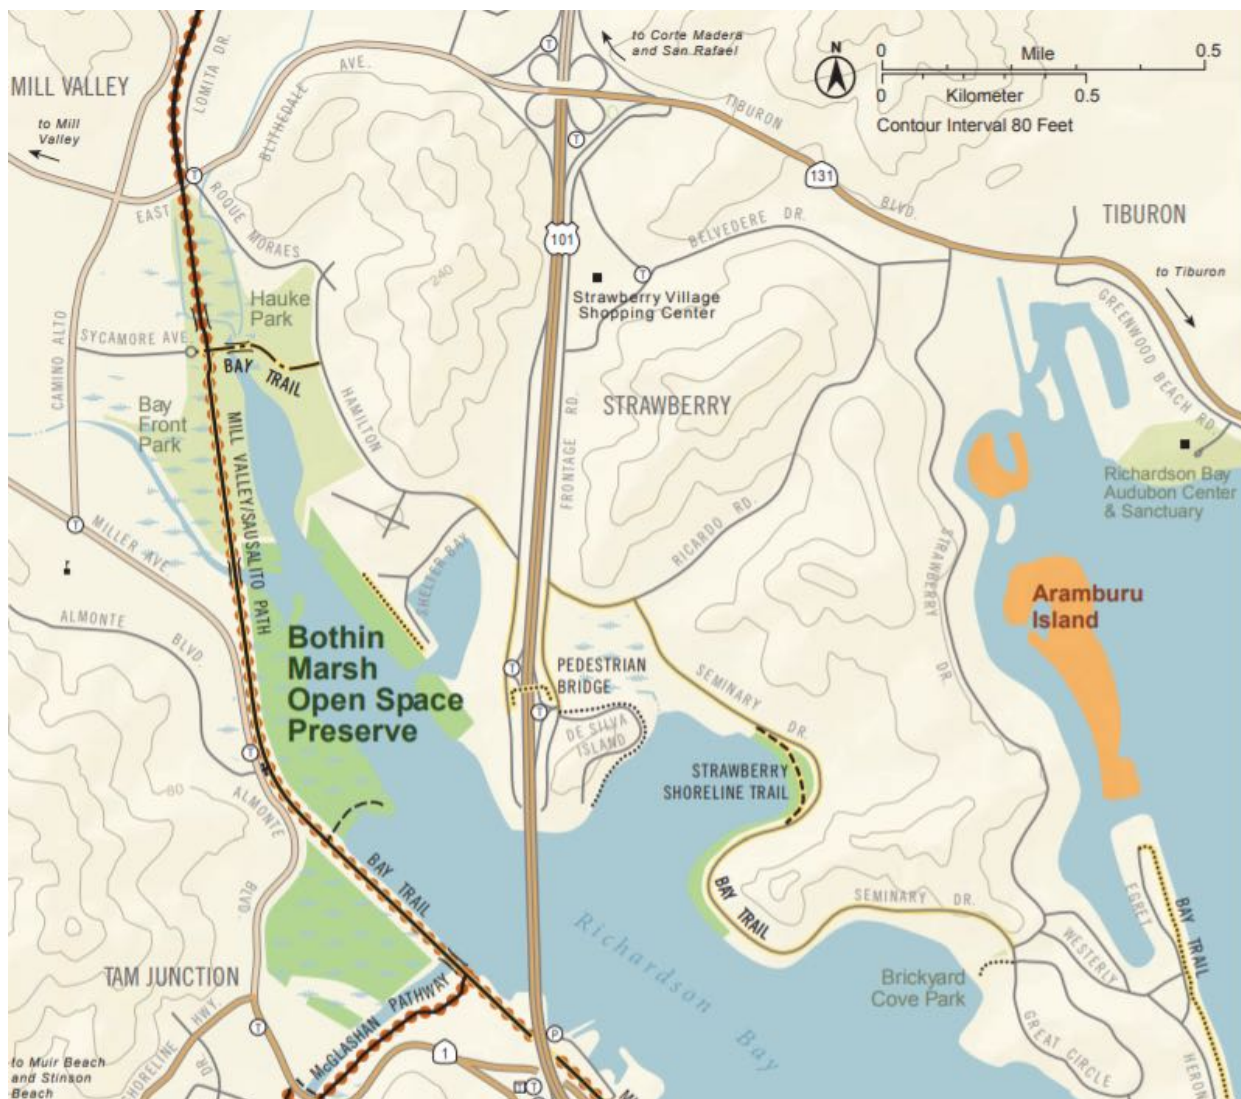 to Corte Madera
and San Rafael
N
0
Mile
0.5
0
Kilometer
0.5
Contour Interval 80 Feet
MILL VALLEY
to Mill
Valley
LOMITA DR.
BLITHEDALE
AVE.
EAST
T
T
T
TIBURON
131
BLVD.
TIBURON
to Tiburon
ROQUE MORAES
240
101
BELVEDERE DR.
T
Strawberry Village
Shopping Center
GREENWOOD BEACH RD.
Hauke
Park
SYCAMORE AVE.
BAY TRAIL
CAMINO ALTO
Bay
Front
Park
HAMILTON
FRONTAGE RD.
STRAWBERRY
Richardson Bay
Audubon Center
& Sanctuary
MILL VALLEY/SAUSALITO PATH
T
MILLER AVE.
RICARDO RD.
STRAWBERRY
DR.
SHELTER BAY
Aramburu
Island
ALMONTE
BLVD.
Bothin
Marsh
Open Space
Preserve
T
PEDESTRIAN
BRIDGE
T
DE SILVA
ISLAND
SEMINARY
DR.
STRAWBERRY
SHORELINE TRAIL
T
80
ALMONTE
BLVD.
BAY TRAIL
BAY TRAIL
SEMINARY DR.
EGRET
BAY TRAIL
Richardson Bay
WESTERLY
Brickyard
Cove Park
TAM JUNCTION
McGLASHAN PATHWAY
SHORELINE HWY.
T
DR
P
1
GREAT CIRCLE
HERON
to Muir Beach
and Stinson
Beach
T